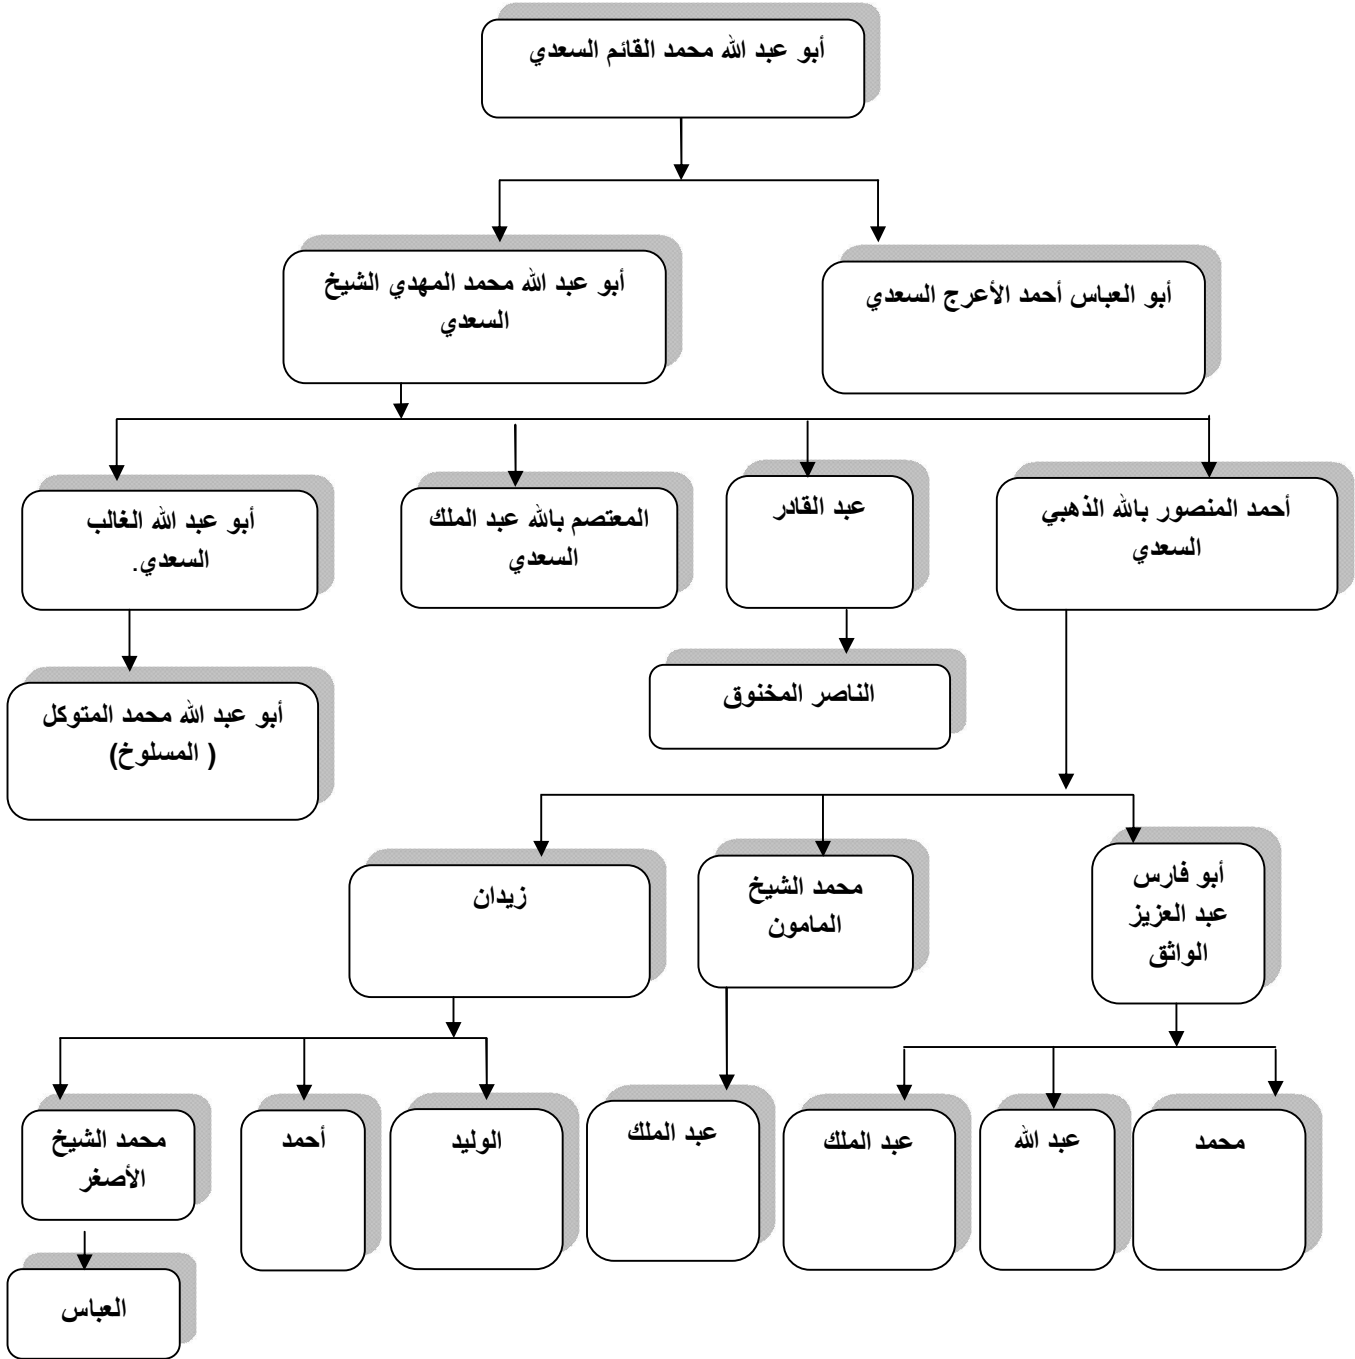 أبو عبد الله محمد القائم السعدي
أبو العباس أحمد الأعرج السعدي
أبو عبد الله محمد المهدي الشيخ
السعدي
أحمد المنصور بالله الذهبي
السعدي
عبد القادر
المعتصم بالله عبد الملك
السعدي
أبو عبد الله الغالب
السعدي.
الناصر المخنوق
أبو عبد الله محمد المتوكل
( المسلوخ)
أبو فارس
عبد العزيز
الواثق
محمد الشيخ
المامون
زيدان
محمد
عبد الله
عبد الملك
عبد الملك
الوليد
أحمد
محمد الشيخ
الأصغر
العباس